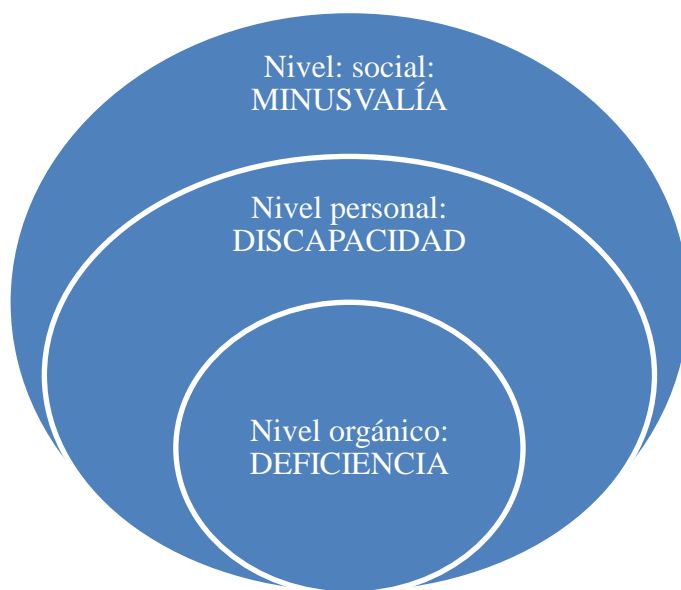 Nivel: social:
MINUSVALÍA
Nivel personal:
DISCAPACIDAD
Nivel orgánico:
DEFICIENCIA